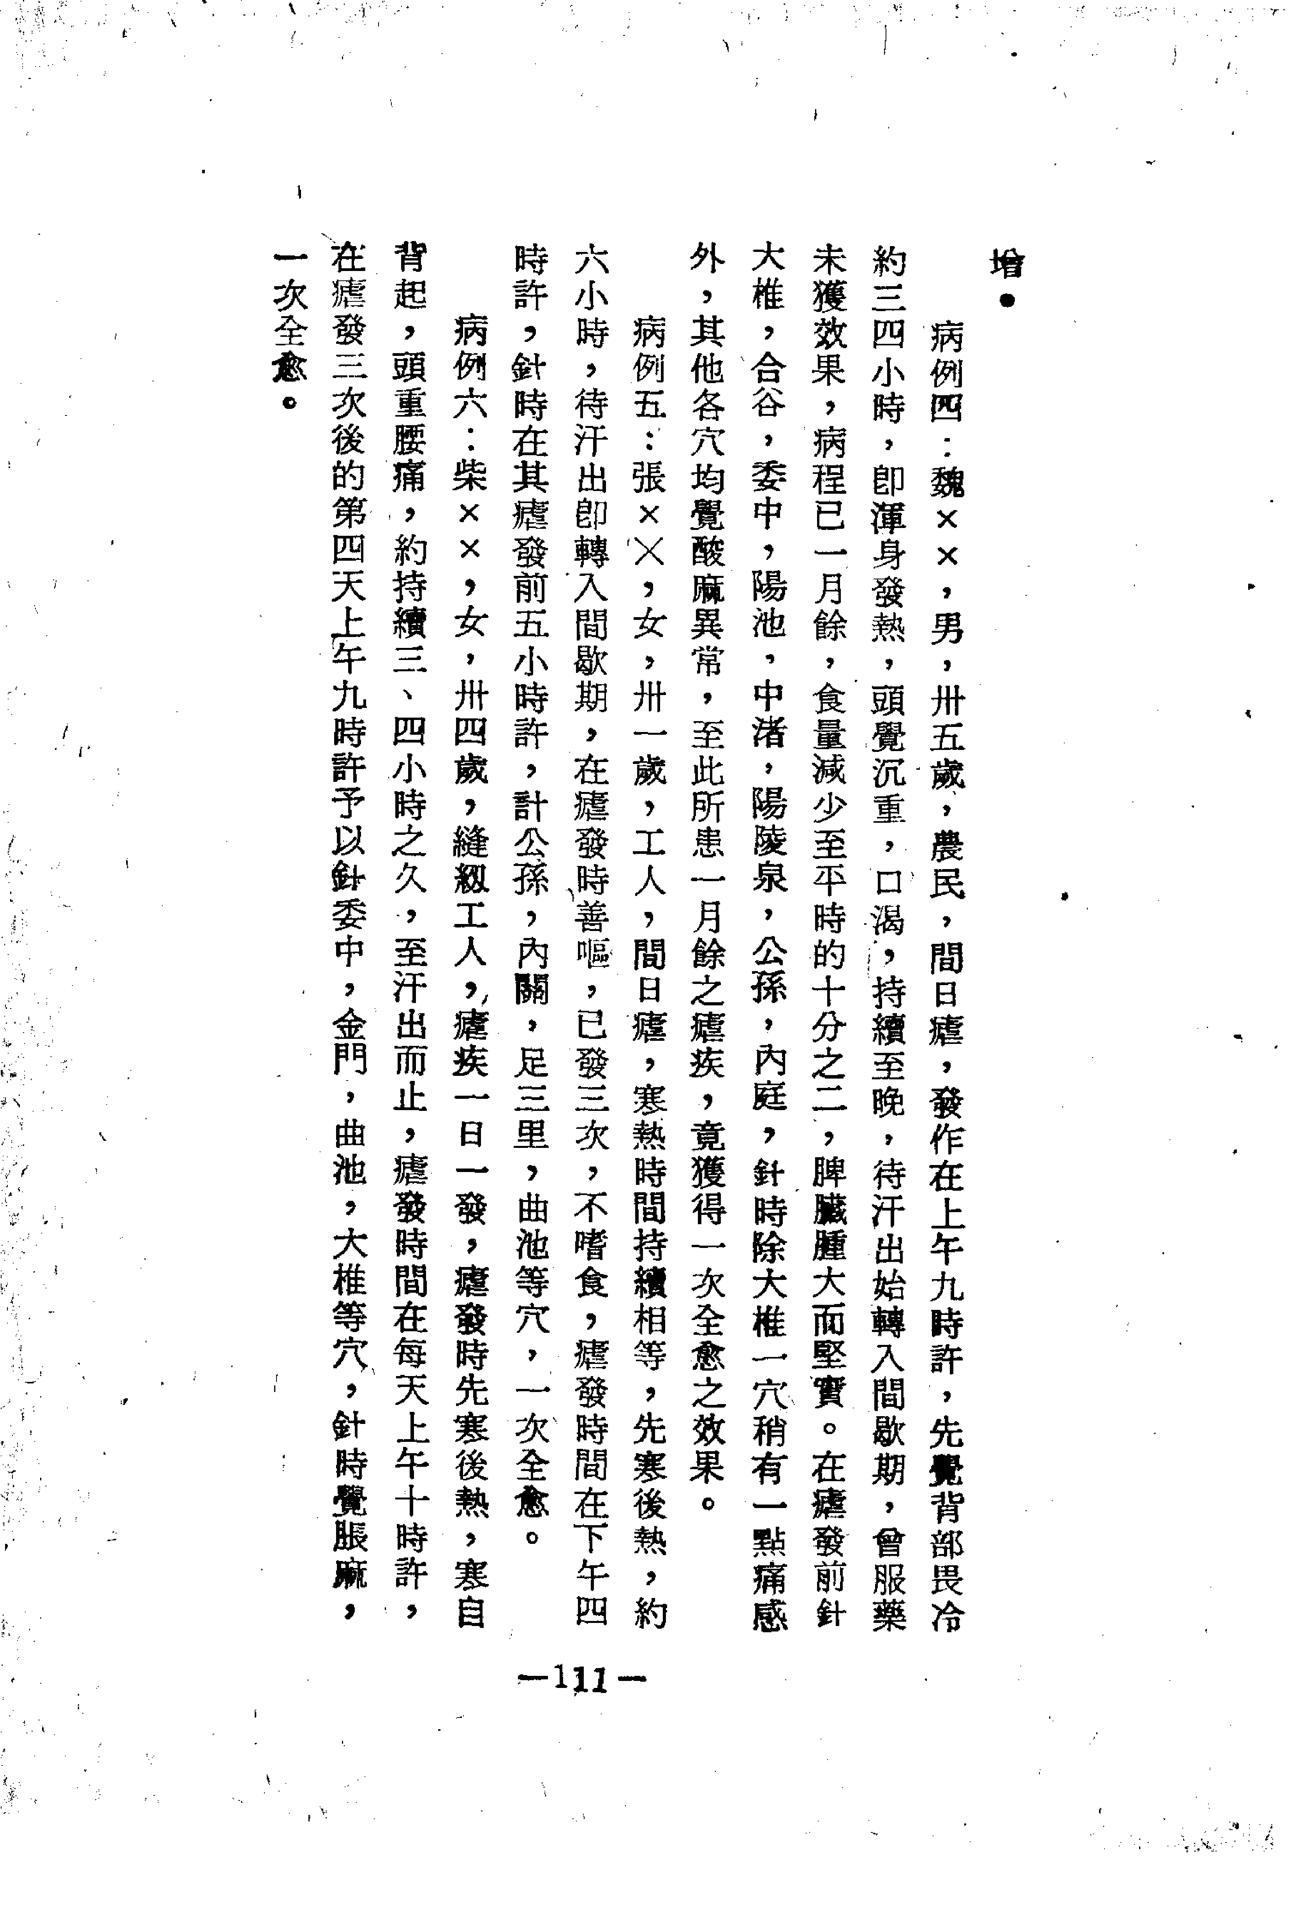 增。
病例四：魏××，男，卅五歲，農民，間日瘧，發作在上午九時許，先覺背部畏冷
約三四小時，卽渾身發熱，頭覺沉重，口渴，持續至晚，待汗出始轉入間歇期，曾服藥
未獲效果，病程已一月餘，食量減少至平時的十分之二，脾臟腫大而堅實。在瘧發前針
大椎，合谷，委中，陽池，中渚，陽陵泉，公孫，內庭，針時除大椎一穴稍有一點痛感
外，其他各穴均覺酸麻異常，至此所患一月餘之瘧疾，竟獲得一次全愈之效果。
病例五：張××，女，卅一歲，工人，間日瘧，寒熱時間持續相等，先寒後熱，約
六小時，待汗出卽轉入間歇期，在瘧發時善嘔，已發三次，不嗜食，瘧發時間在下午四
時許，針時在其瘧發前五小時許，計公孫，內關，足三里，曲池等穴，一次全愈。
病例六：柴××，女，卅四歲，縫紉工人，瘧疾一日一發，瘧發時先寒後熱，寒自
背起，頭重腰痛，約持續三、四小時之久，至汗出而止，瘧發時間在每天上午十時許，
在瘧發三次後的第四天上午九時許予以針委中，金門，曲池，大椎等穴，針時覺脹麻，
一次全愈。
—111—